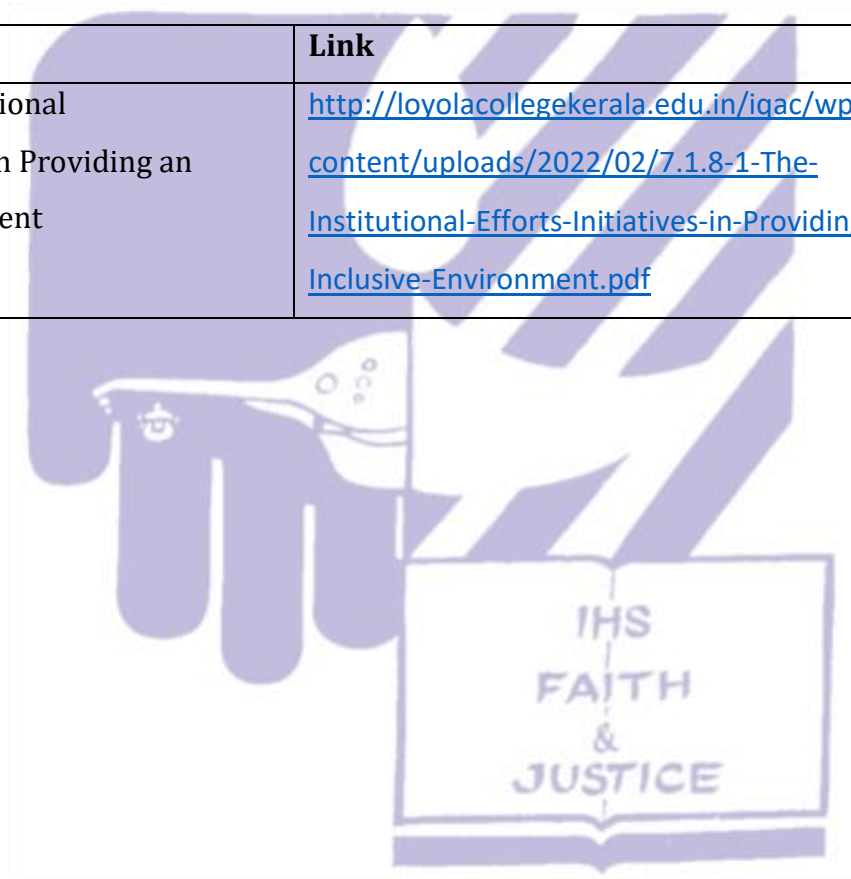 Link
ional
http://loyolacollegekerala.edu.in/iqac/wp
n Providing an
content/uploads/2022/02/7.1.8-1-The-
ent
Institutional-Efforts-Initiatives-in-Providin
Inclusive-Environment.pdf
IHS
FAITH
&
JUSTICE